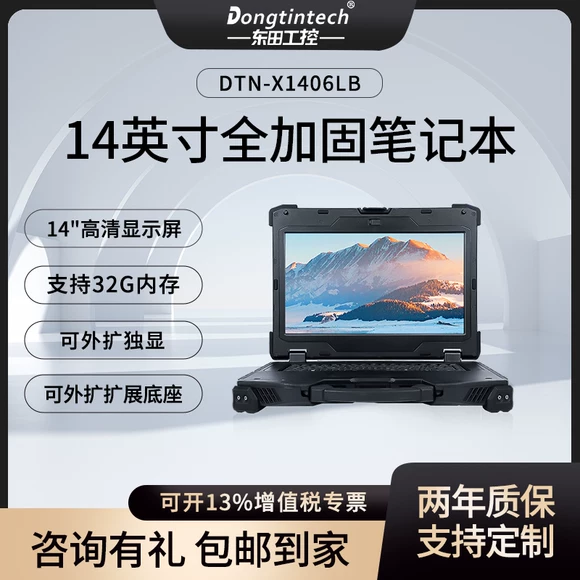 Dongtintech®
东田工控
DTN-X1406LB
14英寸全加固笔记本
14"高清显示屏
支持32G内存
可外扩独显
可外扩扩展底座
可开13%增值税专票
咨询有礼 包邮到家
两年质保
支持定制